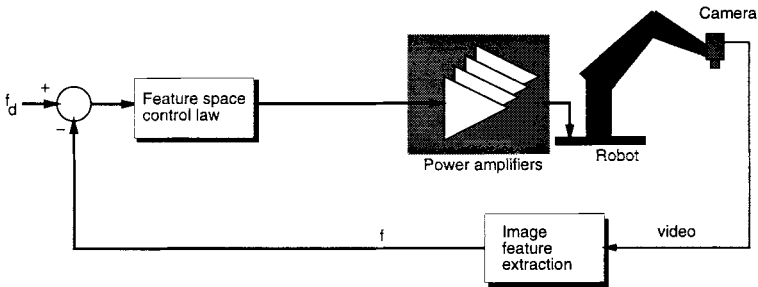 Camera
+
f
d
−
Feature space
control law
Power amplifiers
Robot
f
Image
feature
extraction
video